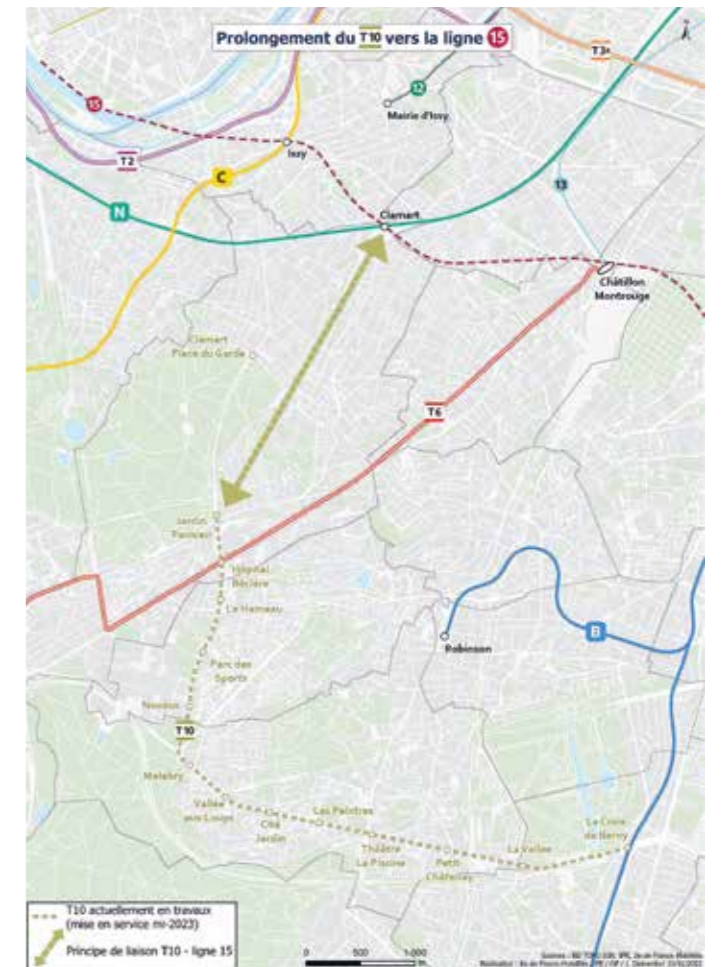 Prolongement du T10 vers la ligne 15
T3a
12
Mairie d'Issy
15
Issy
T2
C
N
13
Clamart
Châtillon
Montrouge
Clamart
Place du Garde
T6
Jardin
Parisien
Hôpital
Béclère
Le Hameau
Robinson
B
Parc des
Sports
Noveos
T10
Malabry
Vallée
aux Loups
Cité
Jardin
Les Peintres
Théâtre
La Piscine
Petit
Châtenay
La Vallée
La Croix
de Berny
T10 actuellement en travaux
(mise en service mi-2023)
Principe de liaison T10 - ligne 15
0 500 1 000
m